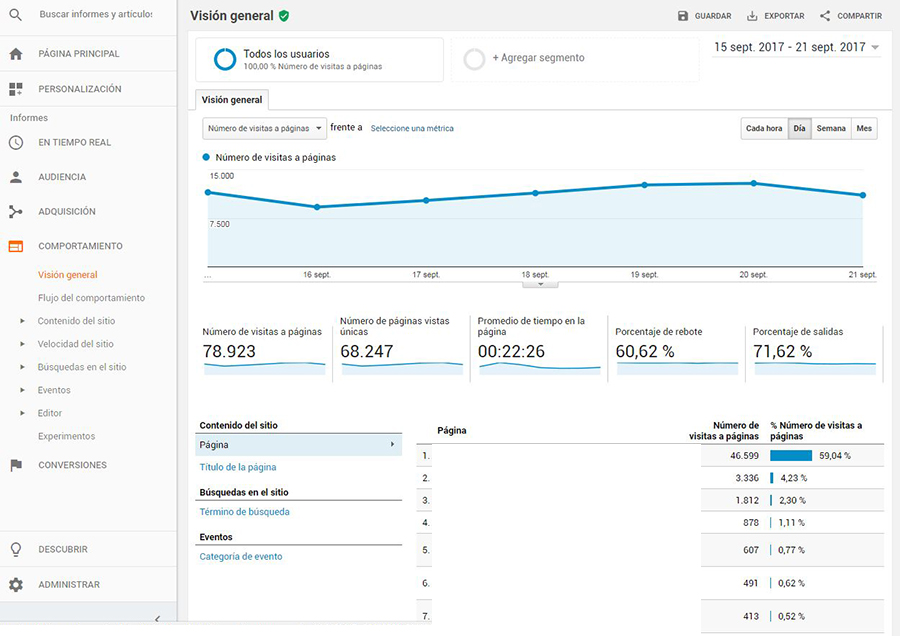 Buscar informes y artículos
PÁGINA PRINCIPAL
PERSONALIZACIÓN
Informes
EN TIEMPO REAL
AUDIENCIA
ADQUISICIÓN
COMPORTAMIENTO
Visión general
Flujo del comportamiento
Contenido del sitio
Velocidad del sitio
Búsquedas en el sitio
Eventos
Editor
Experimentos
CONVERSIONES
DESCUBRIR
ADMINISTRAR
Visión general
GUARDAR EXPORTAR COMPARTIR
Todos los usuarios
100,00 % Número de visitas a páginas
+ Agregar segmento
15 sept. 2017 - 21 sept. 2017
Visión general
Número de visitas a páginas frente a Seleccione una métrica
Cada hora Día Semana Mes
Número de visitas a páginas
15.000
7.500
... 16 sept. 17 sept. 18 sept. 19 sept. 20 sept. 21 sept.
Número de visitas a páginas
78.923
Número de páginas vistas
únicas
68.247
Promedio de tiempo en la
página
00:22:26
Porcentaje de rebote
60,62 %
Porcentaje de salidas
71,62 %
Contenido del sitio
Página
Título de la página
Búsquedas en el sitio
Término de búsqueda
Eventos
Categoría de evento
Página
Número de
visitas a páginas
% Número de visitas a
páginas
1. 46.599 59,04 %
2. 3.336 4,23 %
3. 1.812 2,30 %
4. 878 1,11 %
5. 607 0,77 %
6. 491 0,62 %
7. 413 0,52 %